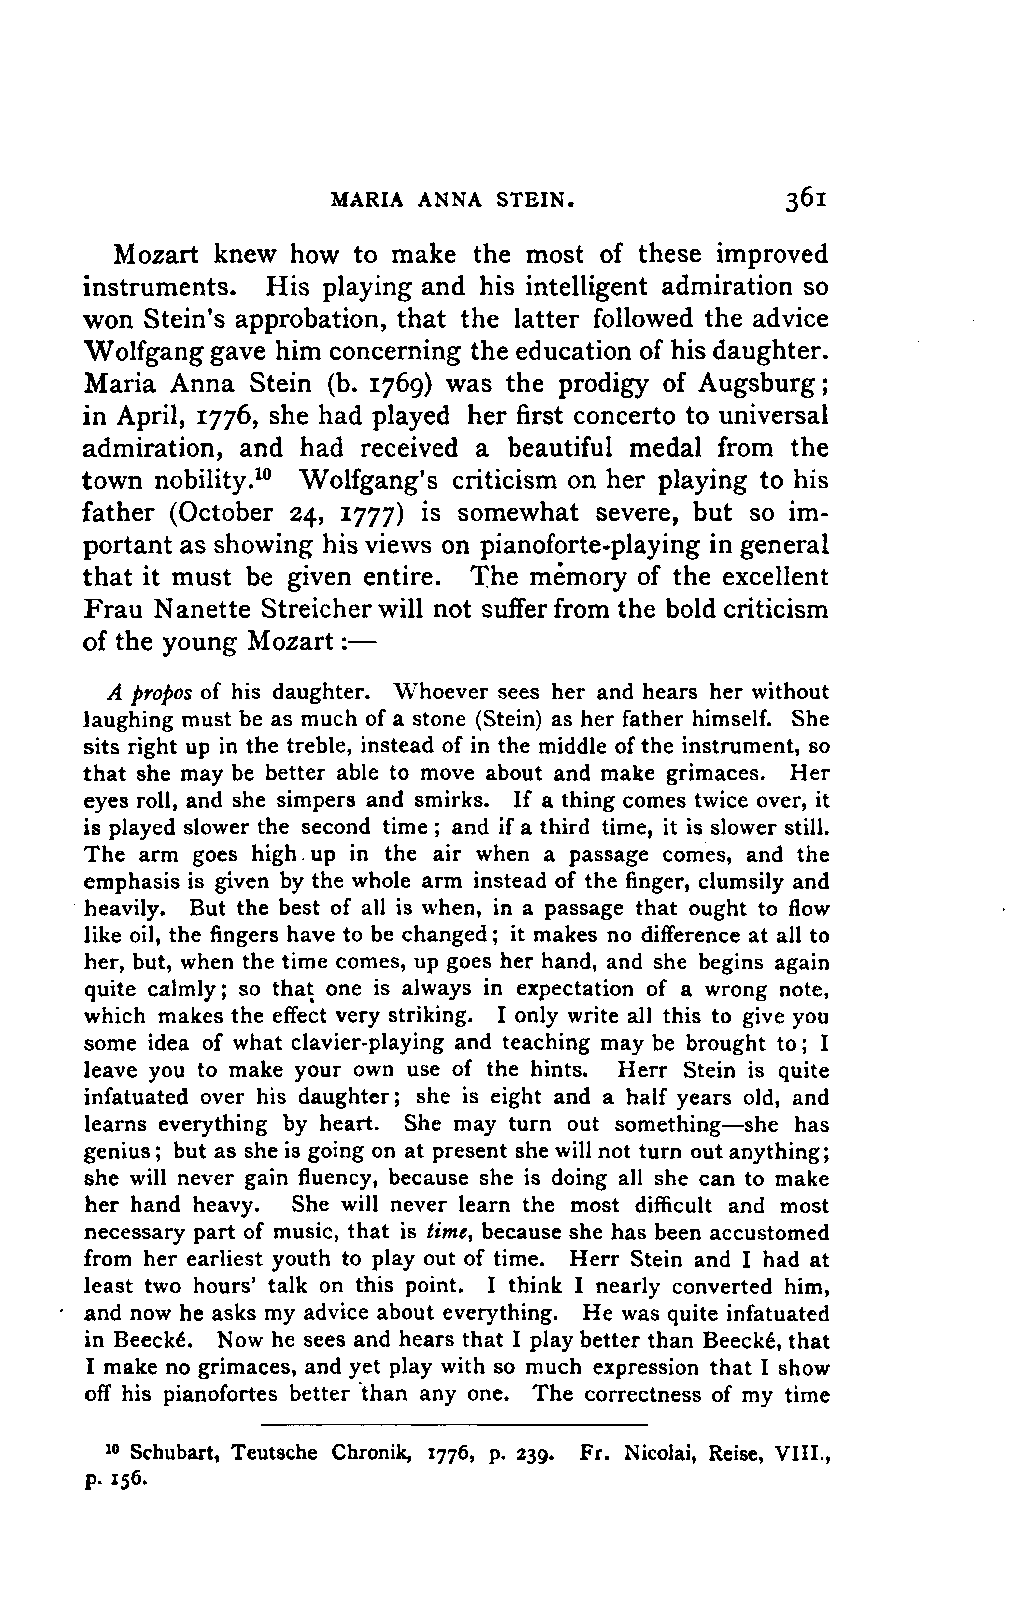 MARIA ANNA STEIN. 361
Mozart knew how to make the most of these improved
instruments. His playing and his intelligent admiration so
won Stein's approbation, that the latter followed the advice
Wolfgang gave him concerning the education of his daughter.
Maria Anna Stein (b. 1769) was the prodigy of Augsburg;
in April, 1776, she had played her first concerto to universal
admiration, and had received a beautiful medal from the
town nobility.¹⁰ Wolfgang's criticism on her playing to his
father (October 24, 1777) is somewhat severe, but so im-
portant as showing his views on pianoforte-playing in general
that it must be given entire. The memory of the excellent
Frau Nanette Streicher will not suffer from the bold criticism
of the young Mozart :—
A propos of his daughter. Whoever sees her and hears her without
laughing must be as much of a stone (Stein) as her father himself. She
sits right up in the treble, instead of in the middle of the instrument, so
that she may be better able to move about and make grimaces. Her
eyes roll, and she simpers and smirks. If a thing comes twice over, it
is played slower the second time; and if a third time, it is slower still.
The arm goes high up in the air when a passage comes, and the
emphasis is given by the whole arm instead of the finger, clumsily and
heavily. But the best of all is when, in a passage that ought to flow
like oil, the fingers have to be changed; it makes no difference at all to
her, but, when the time comes, up goes her hand, and she begins again
quite calmly; so that one is always in expectation of a wrong note,
which makes the effect very striking. I only write all this to give you
some idea of what clavier-playing and teaching may be brought to; I
leave you to make your own use of the hints. Herr Stein is quite
infatuated over his daughter; she is eight and a half years old, and
learns everything by heart. She may turn out something—she has
genius; but as she is going on at present she will not turn out anything;
she will never gain fluency, because she is doing all she can to make
her hand heavy. She will never learn the most difficult and most
necessary part of music, that is time, because she has been accustomed
from her earliest youth to play out of time. Herr Stein and I had at
least two hours' talk on this point. I think I nearly converted him,
and now he asks my advice about everything. He was quite infatuated
in Beecké. Now he sees and hears that I play better than Beecké, that
I make no grimaces, and yet play with so much expression that I show
off his pianofortes better than any one. The correctness of my time
¹⁰ Schubart, Teutsche Chronik, 1776, p. 239. Fr. Nicolai, Reise, VIII.,
p. 156.